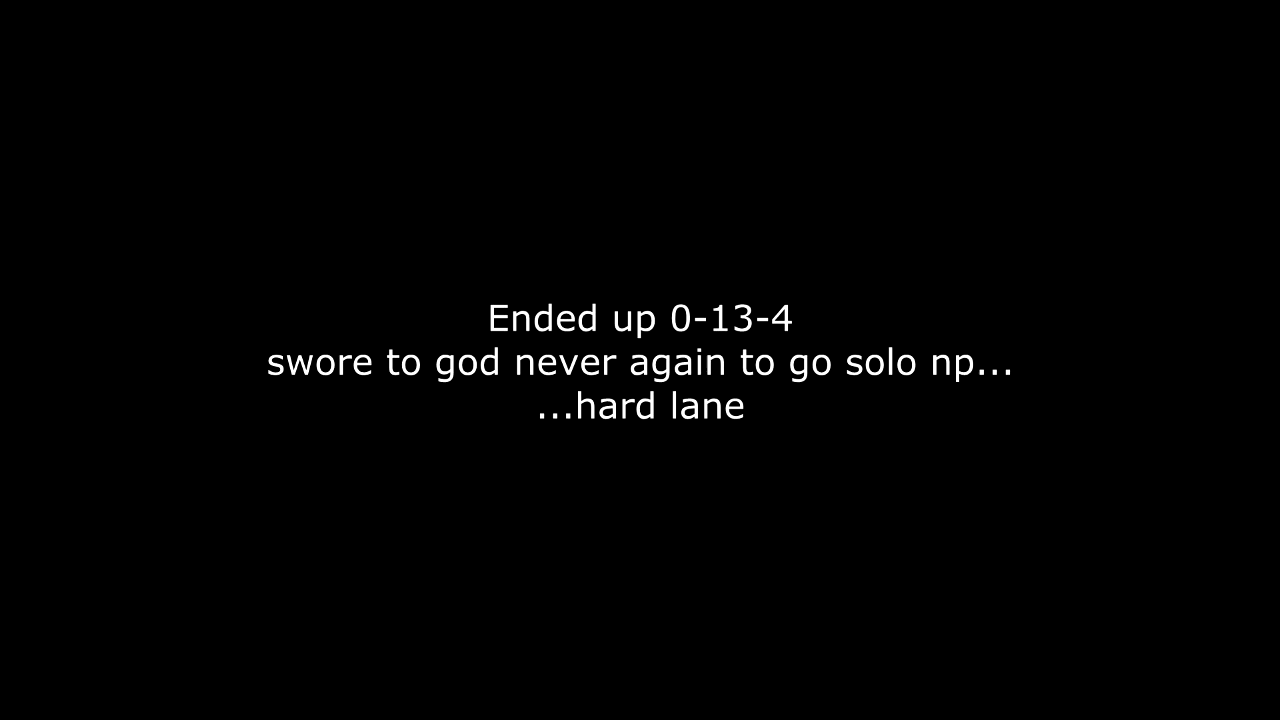 Ended up 0-13-4
swore to god never again to go solo np...
...hard lane